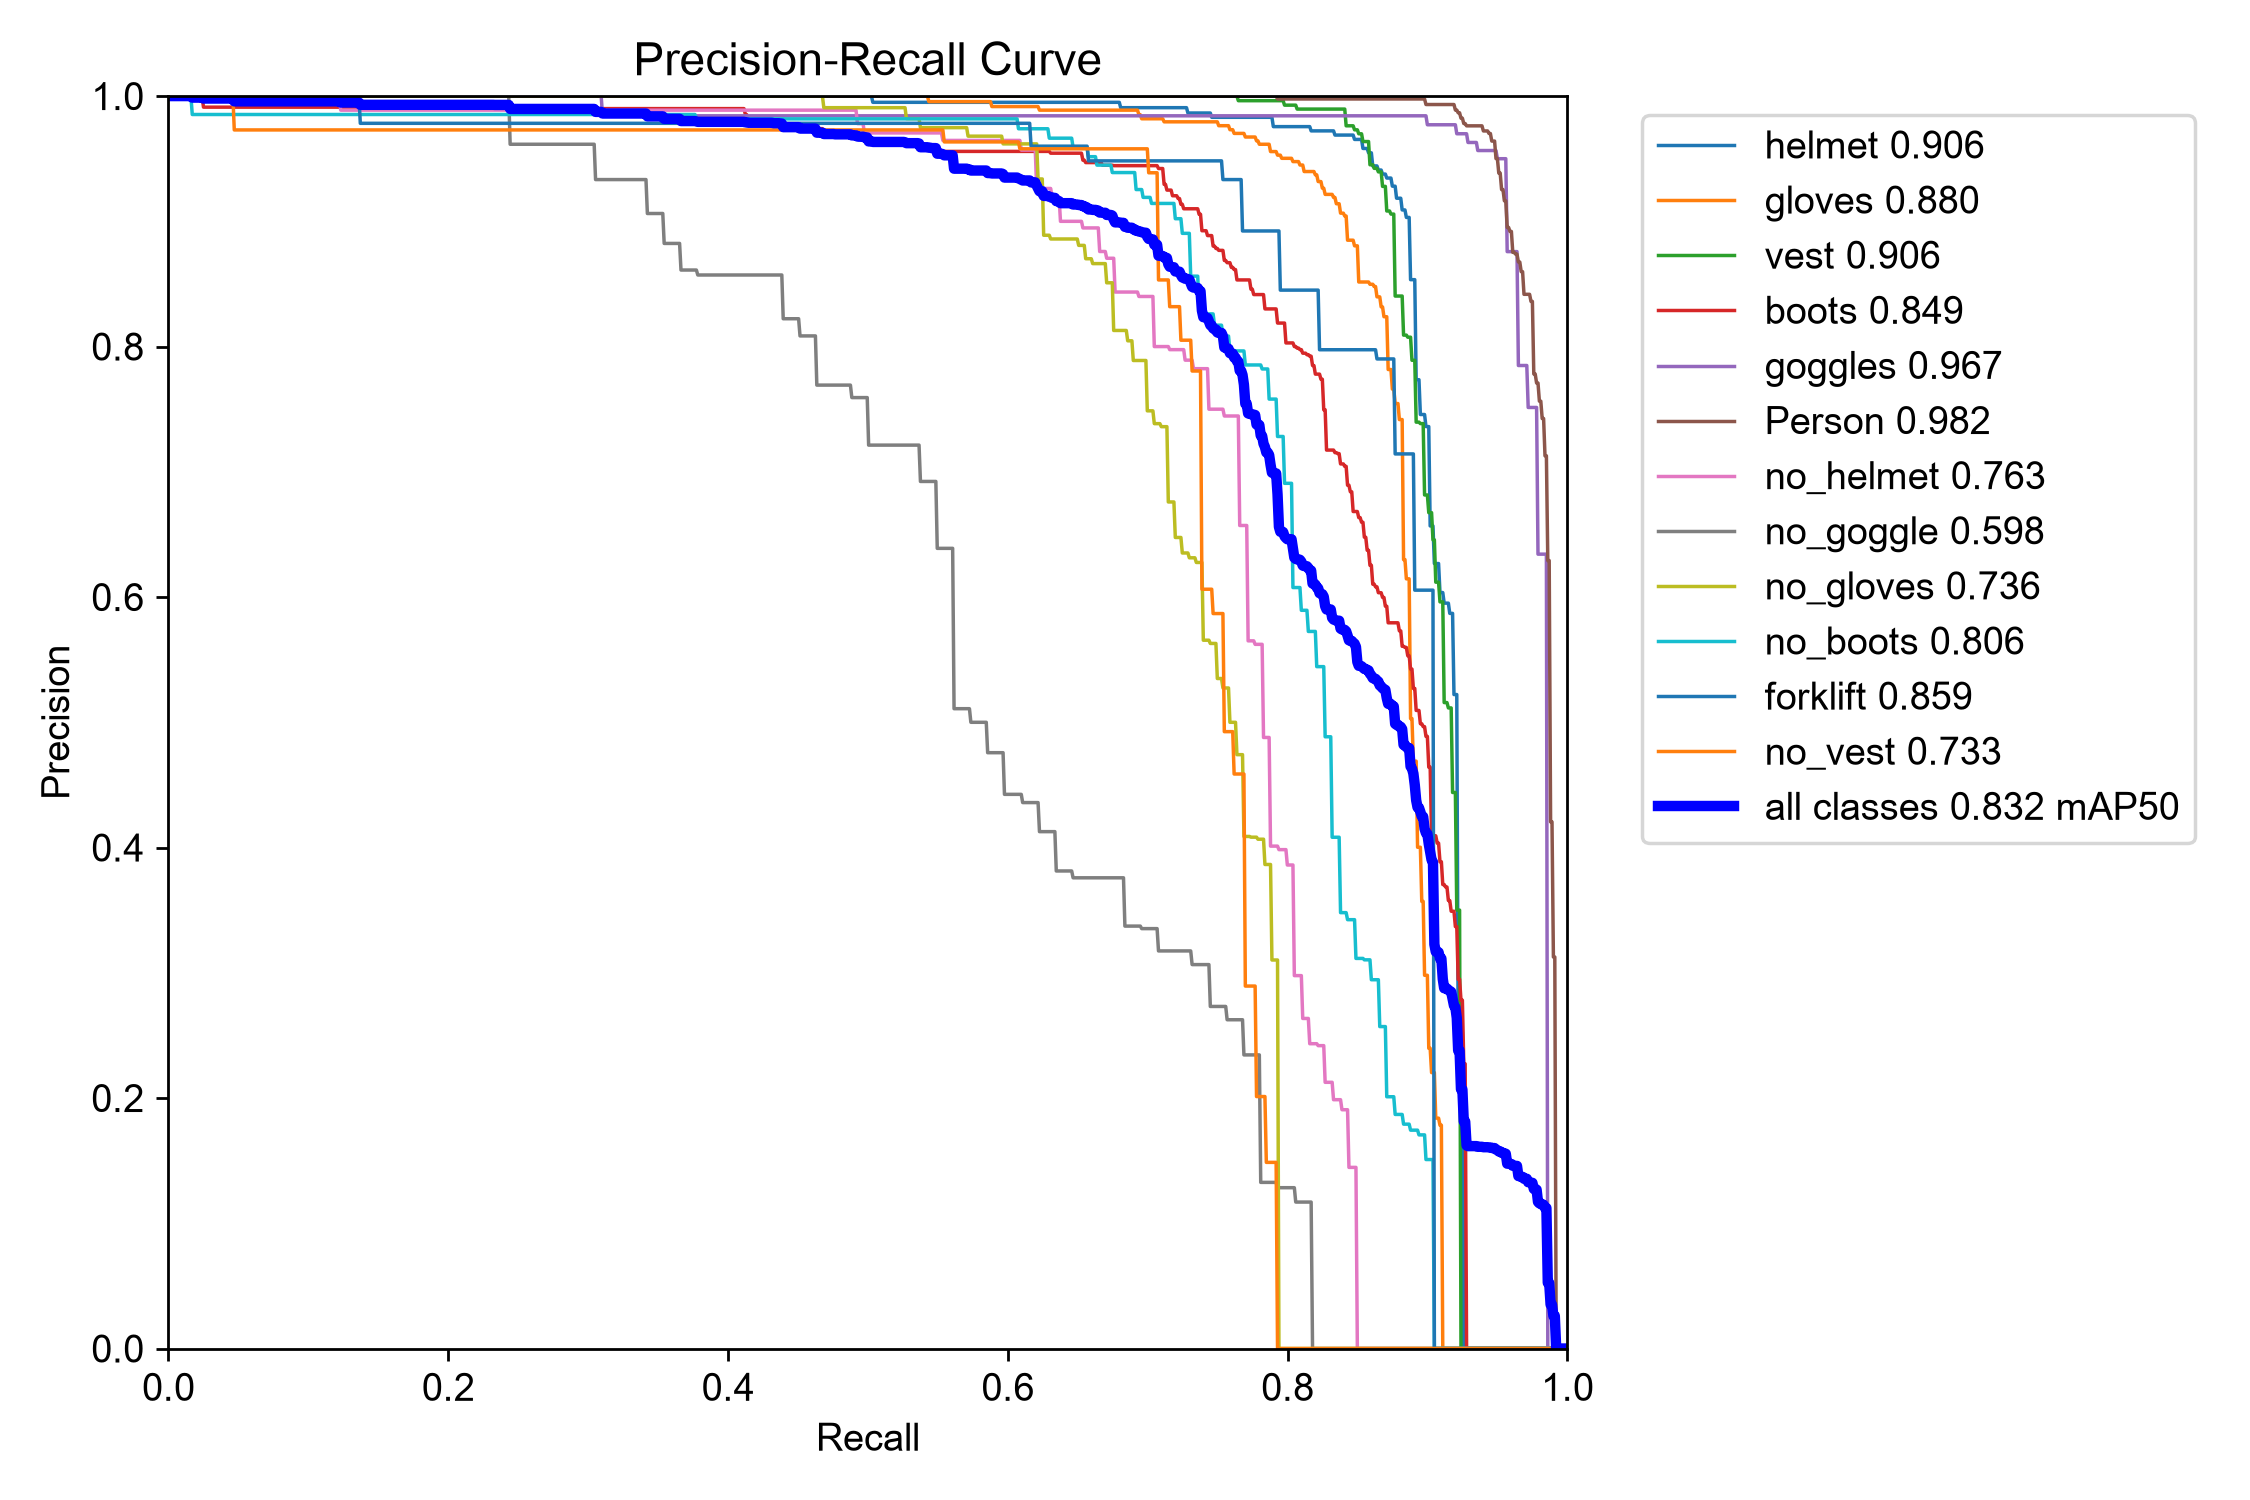 Precision-Recall Curve
1.0
0.8
0.6
0.4
0.2
0.0
Precision
0.0 0.2 0.4 0.6 0.8 1.0
Recall
helmet 0.906
gloves 0.880
vest 0.906
boots 0.849
goggles 0.967
Person 0.982
no_helmet 0.763
no_goggle 0.598
no_gloves 0.736
no_boots 0.806
forklift 0.859
no_vest 0.733
all classes 0.832 mAP50